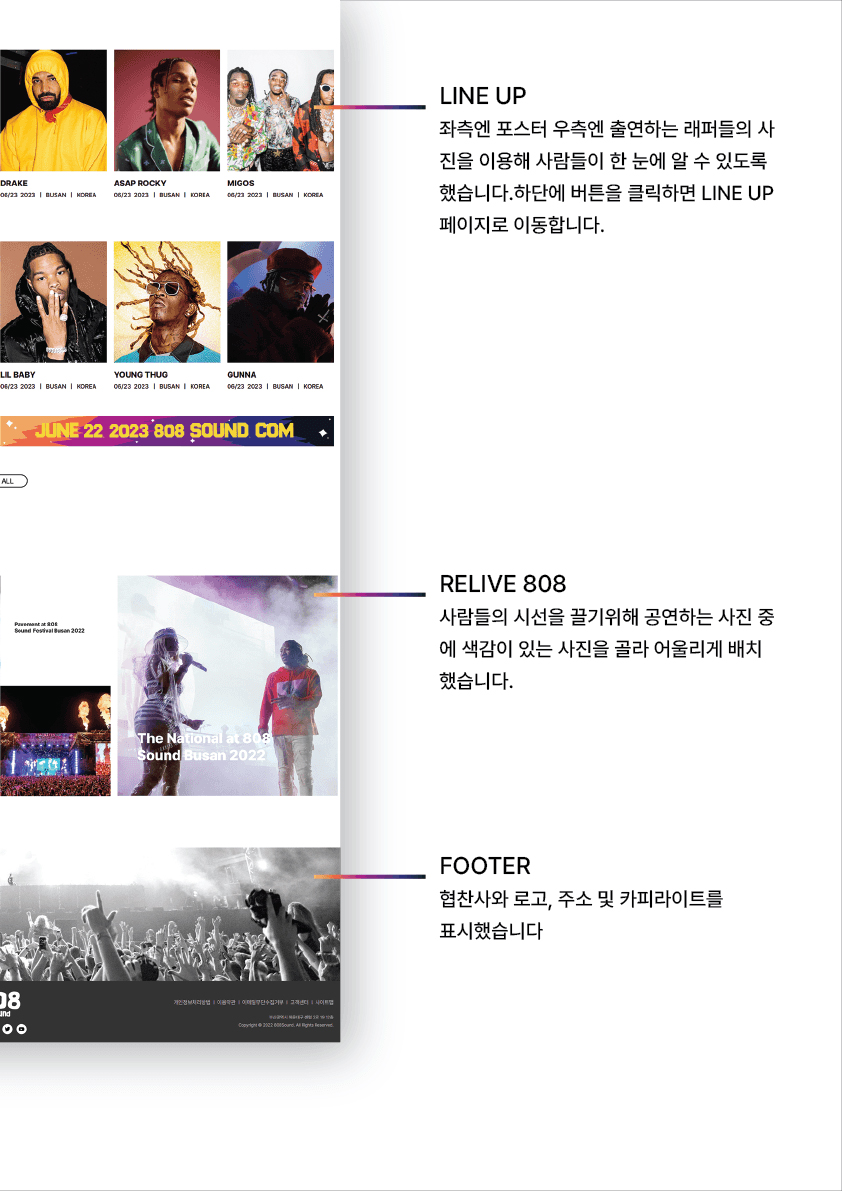 DRAKE
06/23 2023 | BUSAN | KOREA
ASAP ROCKY
06/23 2023 | BUSAN | KOREA
MIGOS
06/23 2023 | BUSAN | KOREA
LIL BABY
06/23 2023 | BUSAN | KOREA
YOUNG THUG
06/23 2023 | BUSAN | KOREA
GUNNA
06/23 2023 | BUSAN | KOREA
JUNE 22 2023 808 SOUND COM
ALL
LINE UP
좌측엔 포스터 우측엔 출연하는 래퍼들의 사
진을 이용해 사람들이 한 눈에 알 수 있도록
했습니다.하단에 버튼을 클릭하면 LINE UP
페이지로 이동합니다.
Pavement at 808
Sound Festival Busan 2022
The National at 808
Sound Busan 2022
RELIVE 808
사람들의 시선을 끌기위해 공연하는 사진 중
에 색감이 있는 사진을 골라 어울리게 배치
했습니다.
FOOTER
협찬사와 로고, 주소 및 카피라이트를
표시했습니다
08
und
개인정보처리방법 | 이용약관 | 이메일무단수집거부 | 고객센터 | 사이트맵
Copyright © 2022 808Sound. All Rights Reserved.